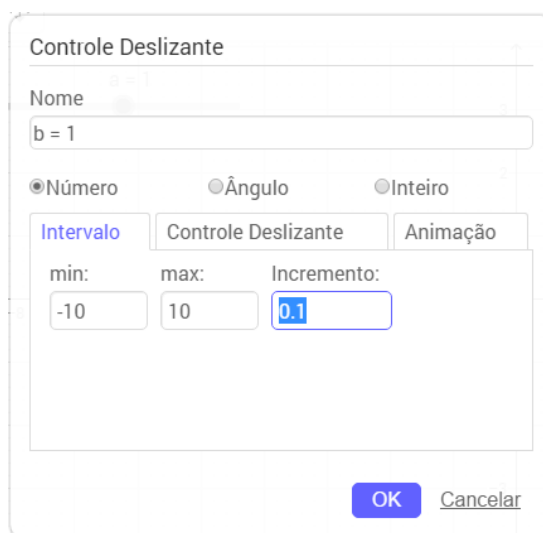 Controle Deslizante
a = 1
Nome
b = 1
Número Ângulo Inteiro
Intervalo Controle Deslizante Animação
min: max: Incremento:
-10 10 0.1
OK Cancelar